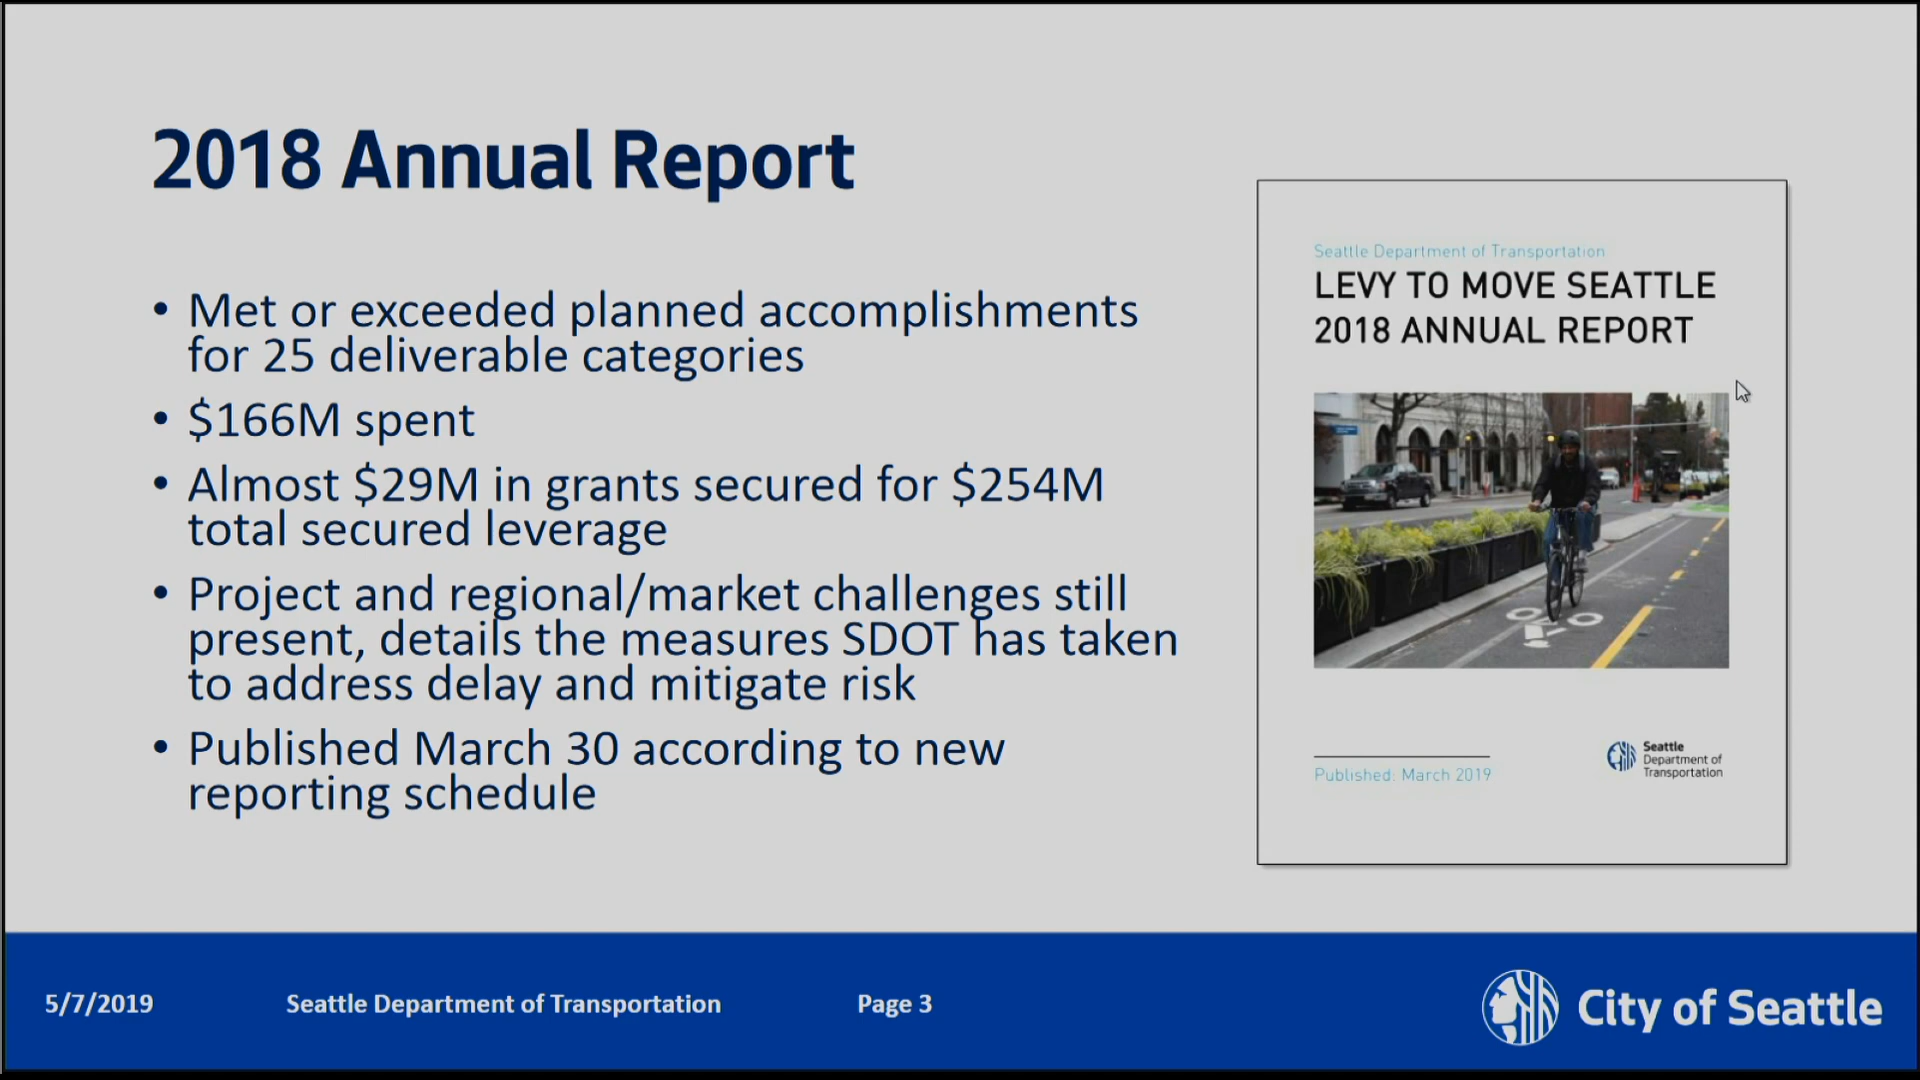 2018 Annual Report
• Met or exceeded planned accomplishments
for 25 deliverable categories
• $166M spent
• Almost $29M in grants secured for $254M
total secured leverage
• Project and regional/market challenges still
present, details the measures SDOT has taken
to address delay and mitigate risk
• Published March 30 according to new
reporting schedule
Seattle Department of Transportation
LEVY TO MOVE SEATTLE
2018 ANNUAL REPORT
Published: March 2019
Seattle
Department of
Transportation
5/7/2019
Seattle Department of Transportation
Page 3
City of Seattle